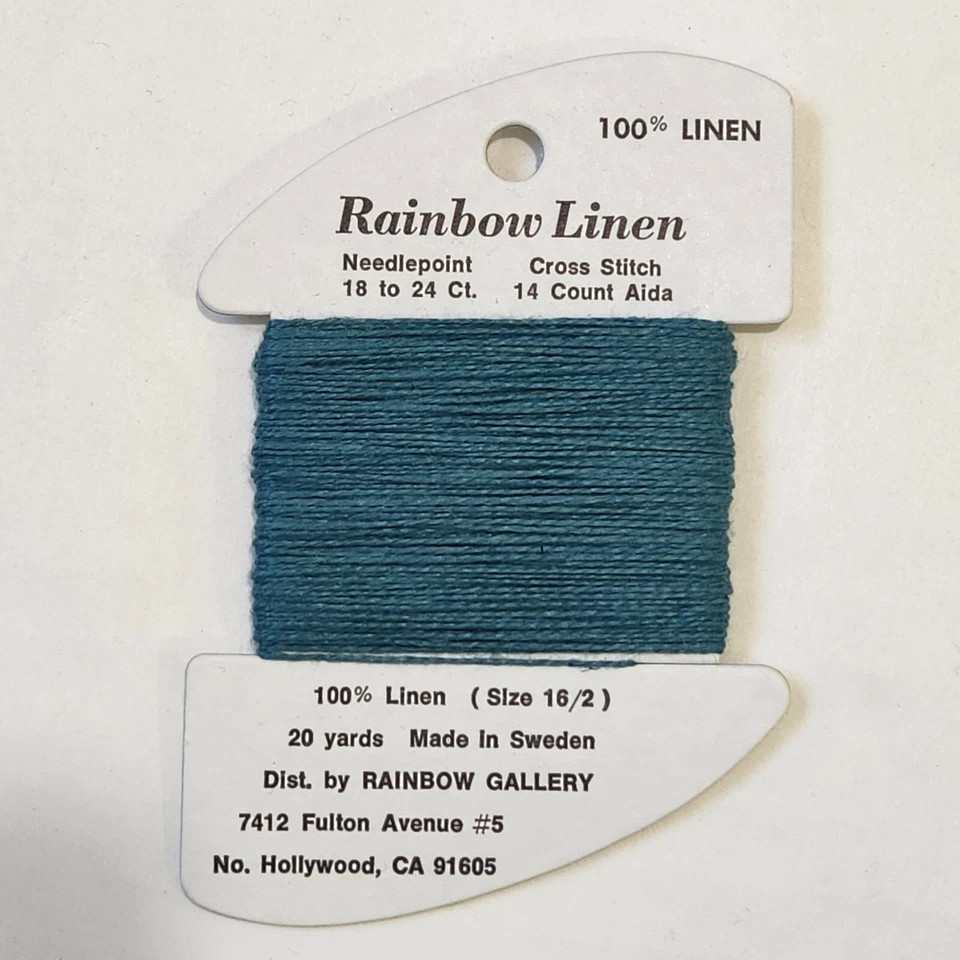 100% LINEN
Rainbow Linen
Needlepoint Cross Stitch
18 to 24 Ct. 14 Count Aida
100% Linen (Size 16/2)
20 yards Made in Sweden
Dist. by RAINBOW GALLERY
7412 Fulton Avenue #5
No. Hollywood, CA 91605